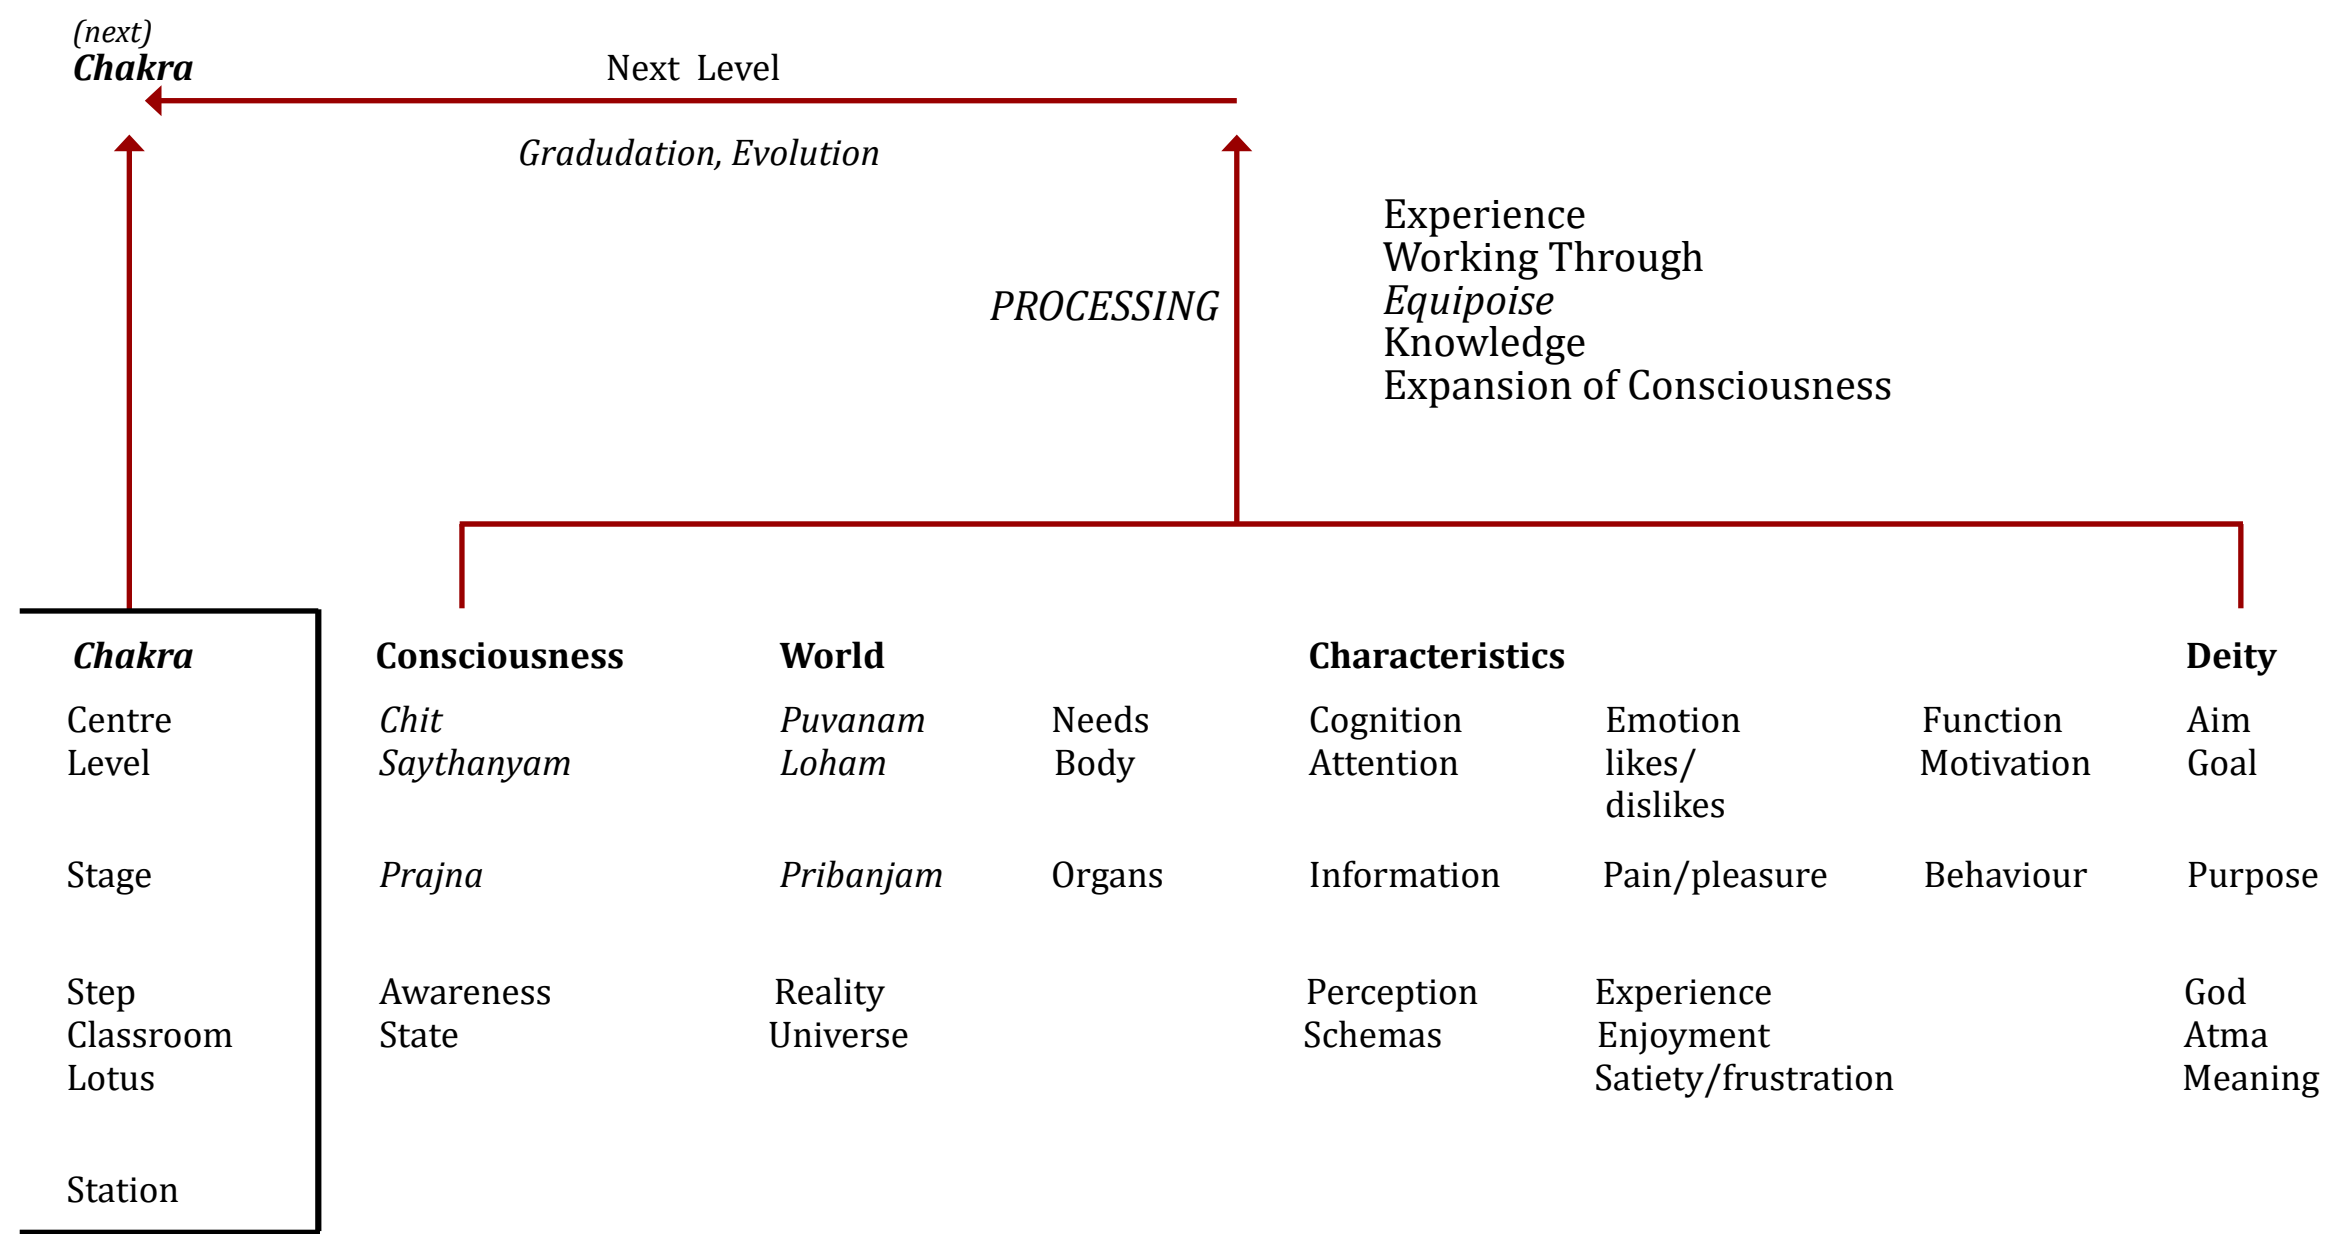 (next)
Chakra
Next Level
Gradudation, Evolution
Experience
Working Through
PROCESSING
Equipoise
Knowledge
Expansion of Consciousness
Chakra Consciousness World Characteristics Deity
Centre Chit Puvanam Needs Cognition Emotion Function Aim
Level Saythanyam Loham Body Attention likes/ Motivation Goal
dislikes
Stage Prajna Pribanjam Organs Information Pain/pleasure Behaviour Purpose
Step Awareness Reality Perception Experience God
Classroom State Universe Schemas Enjoyment Atma
Lotus Satiety/frustration Meaning
Station